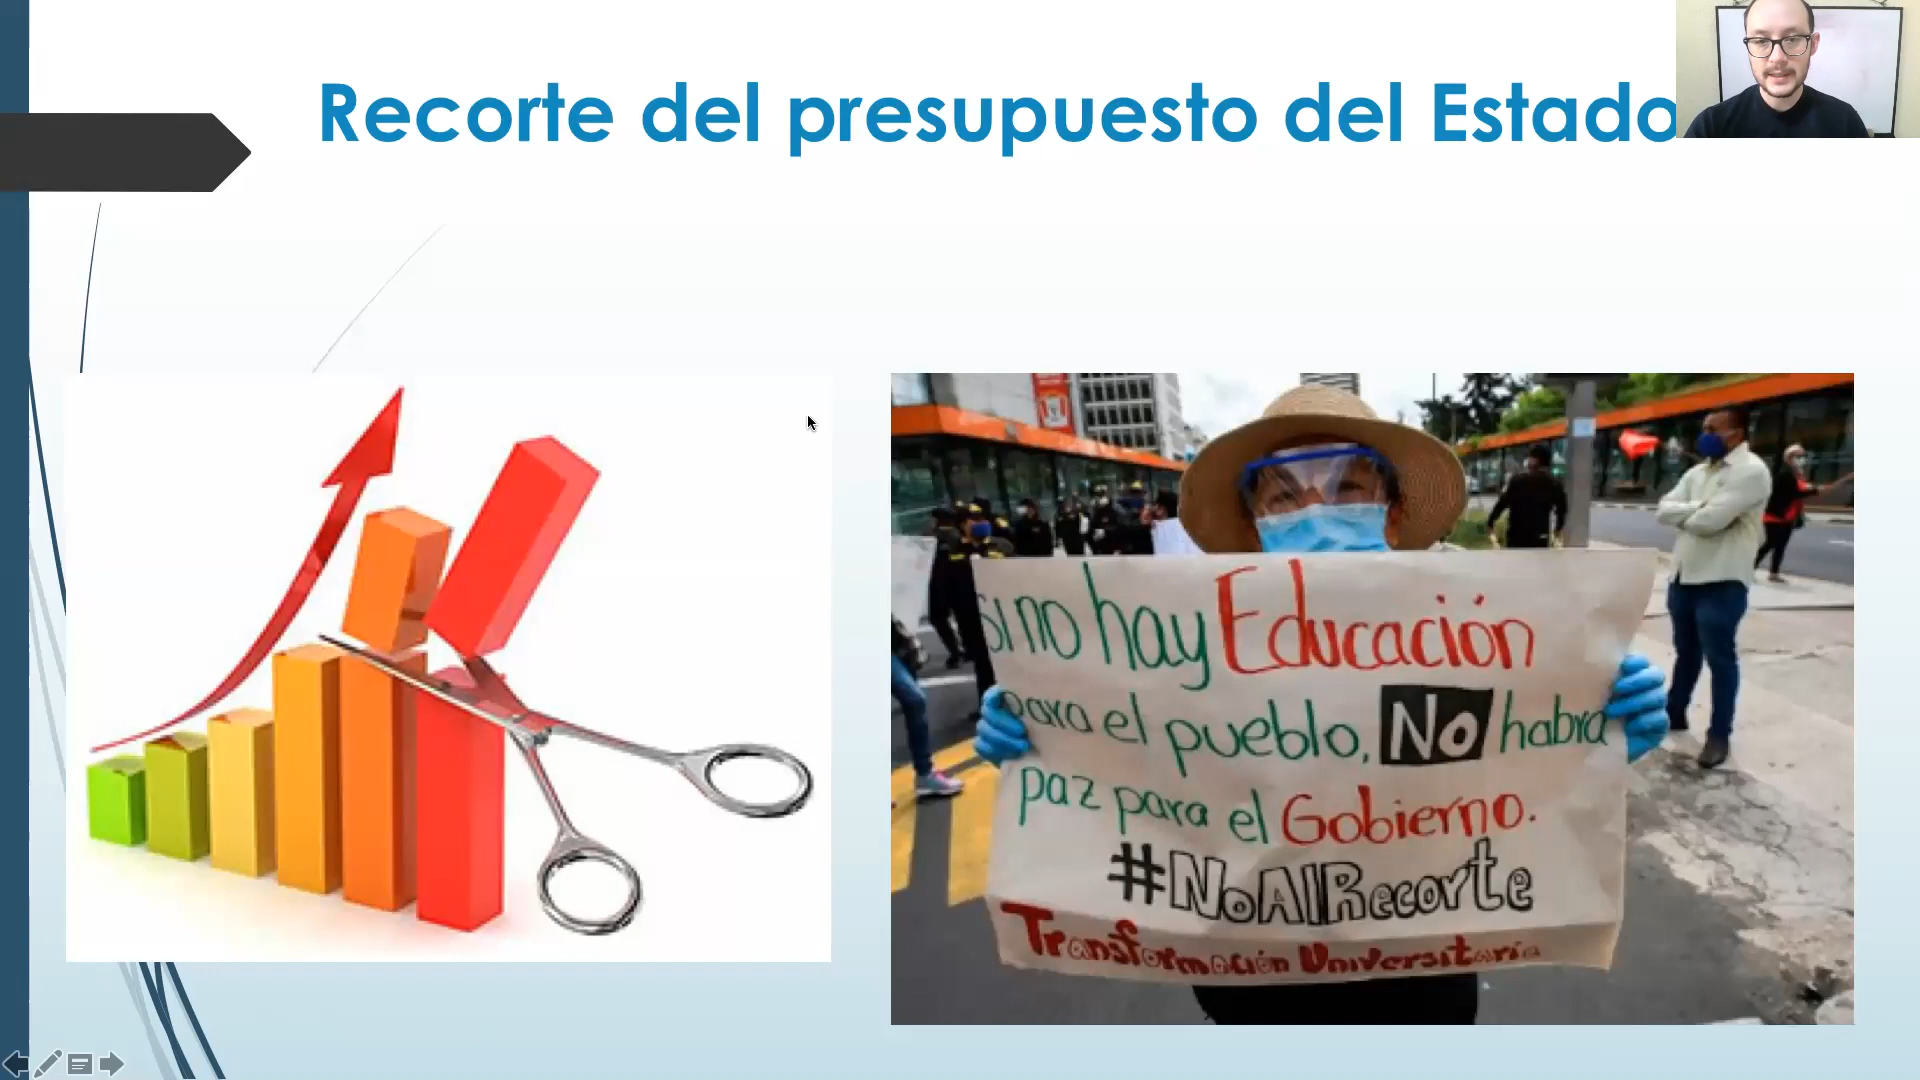 Recorte del presupuesto del Estado
Si no hay Educación
para el pueblo, No habrá
paz para el Gobierno.
#NoAlRecorte
Transformación Universitaria